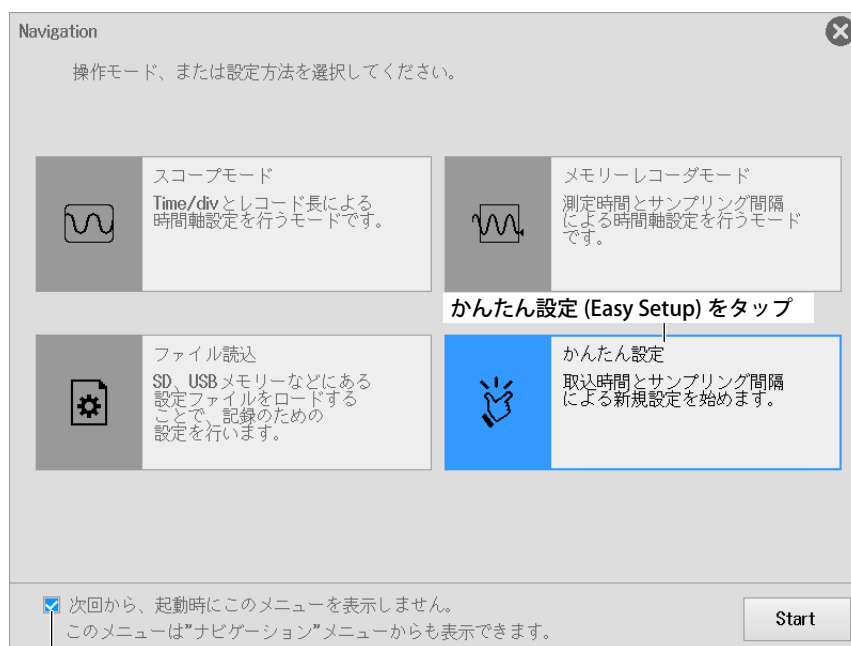 Navigation
操作モード、または設定方法を選択してください。
スコープモード
Time/divとレコード長による
時間軸設定を行うモードです。
メモリーレコーダモード
測定時間とサンプリング間隔
による時間軸設定を行うモード
です。
かんたん設定 (Easy Setup) をタップ
ファイル読込
SD、USBメモリーなどにある
設定ファイルをロードする
ことで、記録のための
設定を行います。
かんたん設定
取込時間とサンプリング間隔
による新規設定を始めます。
次回から、起動時にこのメニューを表示しません。
このメニューは"ナビゲーション"メニューからも表示できます。
Start